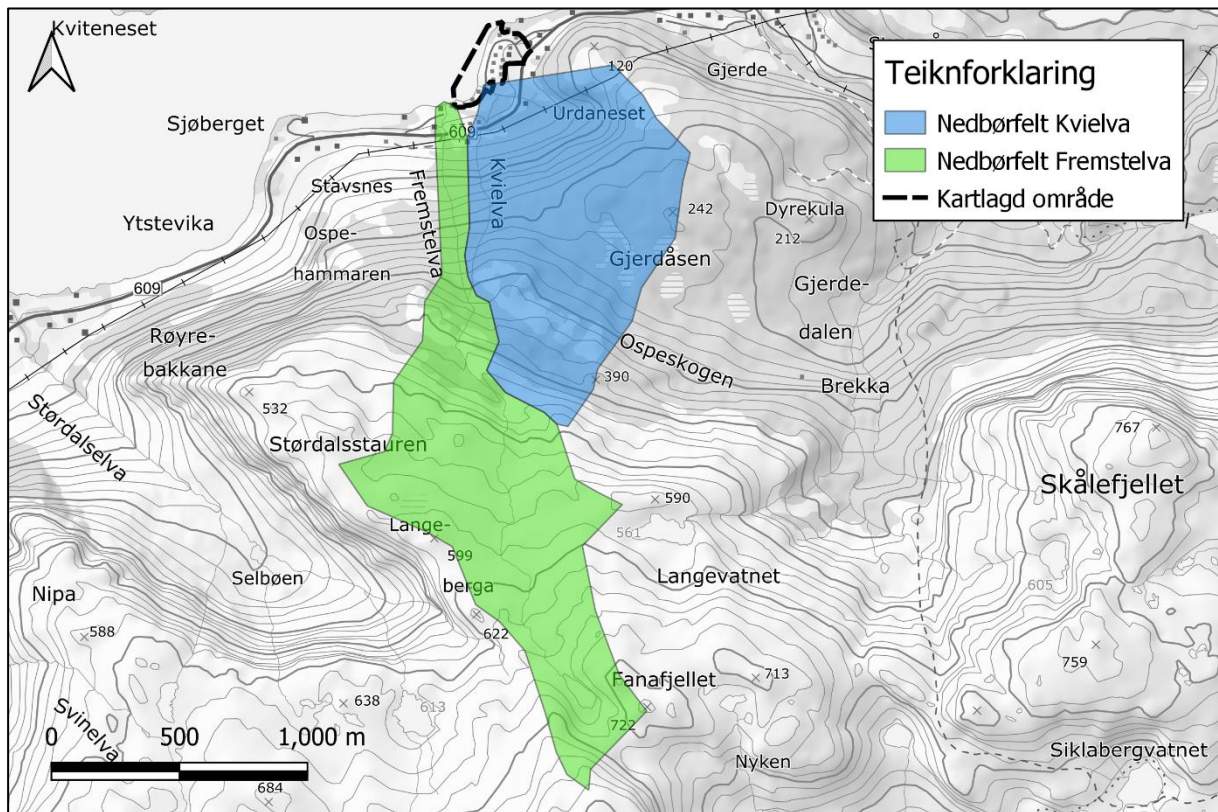 Kviteneset
Teiknforklaring
Nedbørfelt Kvielva
Nedbørfelt Fremstelva
Kartlagd område
120
Gjerde
Urdaneset
Sjøberget
609
Kvielva
Fremstelva
Stavsnes
Ytstevika
Ospe-
hammaren
242
Dyrekula
212
Gjerdåsen
Gjerde-
dalen
609
Røyre-
bakkane
Ospeskogen
390
Brekka
532
Størdalselva
Størdalsstauren
767
Skålefjellet
590
561
Lange-
berga
599
Langevatnet
Selbøen
605
Nipa
588
622
759
Fanafjellet
713
638
613
722
Svinelva
0 500 1,000 m
Nyken
Siklabergvatnet
684